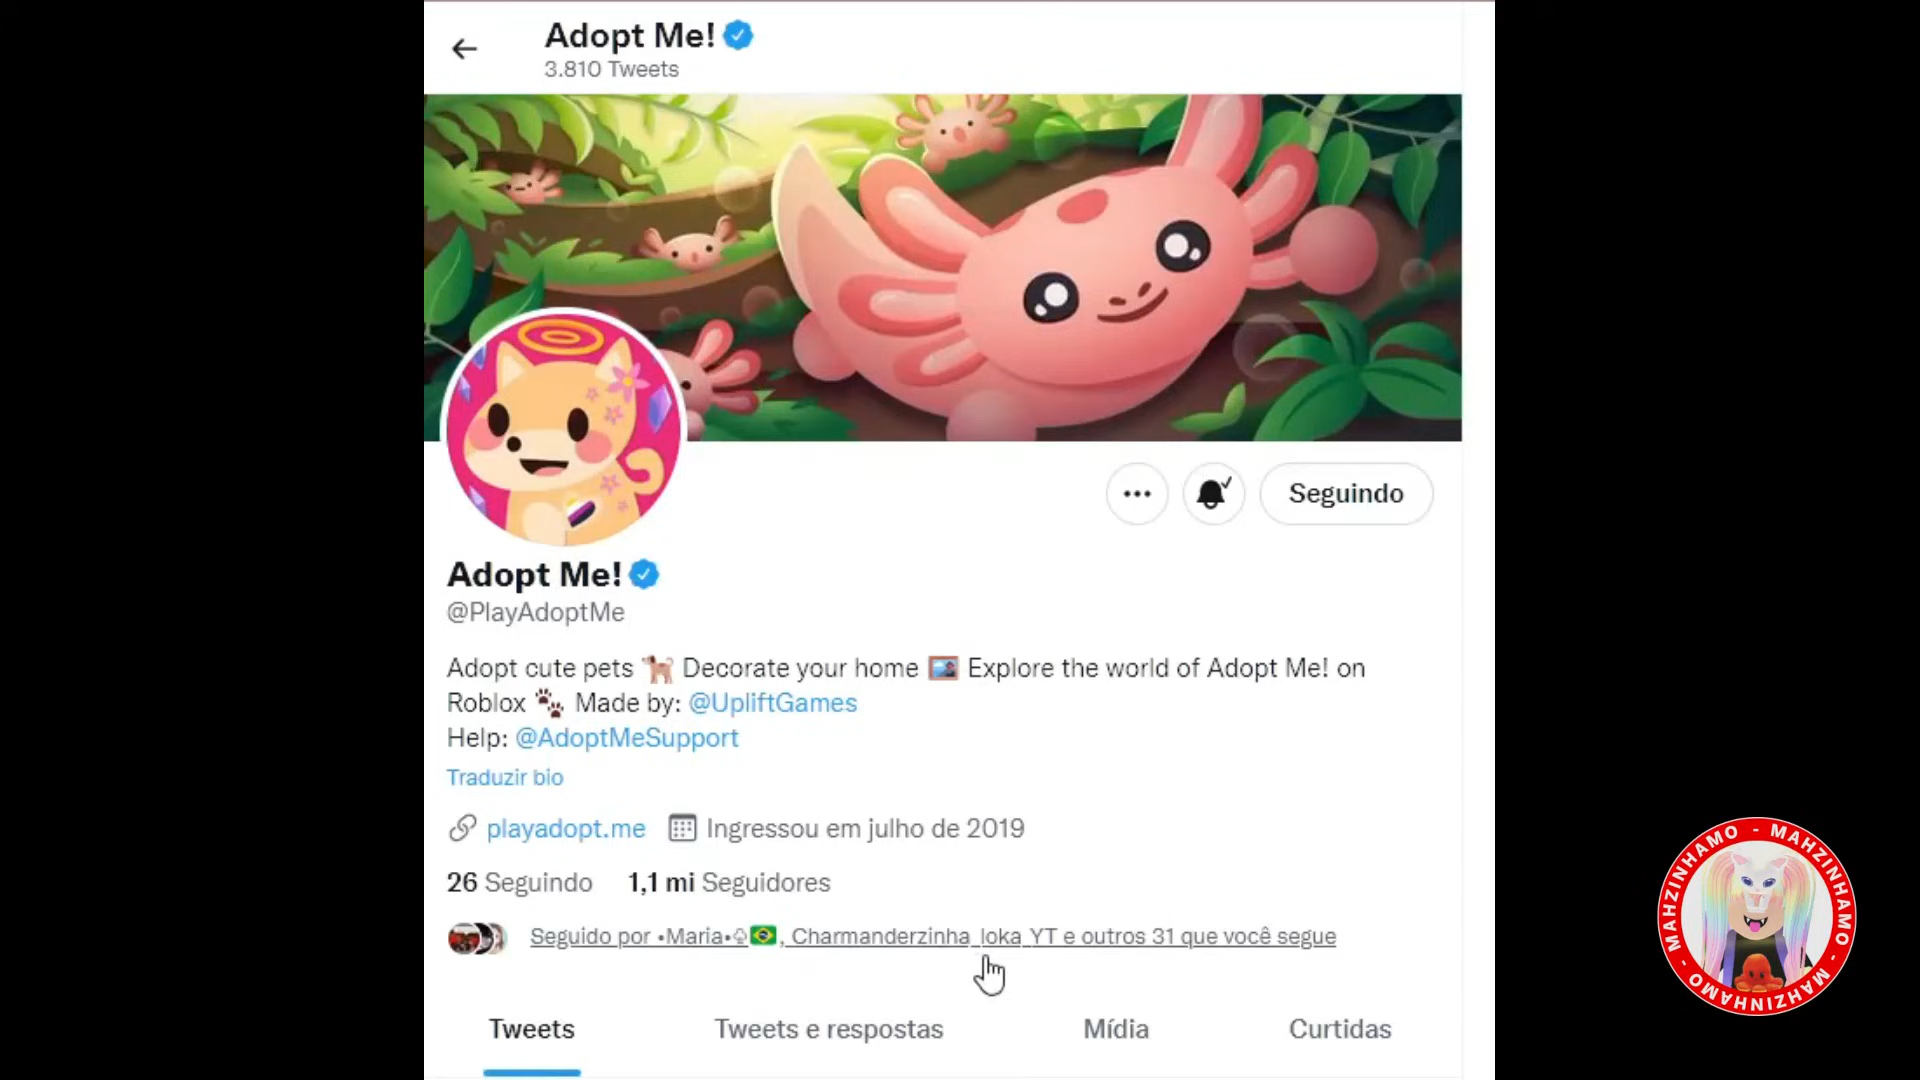 Adopt Me!
3.810 Tweets
Seguindo
Adopt Me!
@PlayAdoptMe
Adopt cute pets 🐕 Decorate your home 🖼️ Explore the world of Adopt Me! on
Roblox 🐾 Made by: @UpliftGames
Help: @AdoptMeSupport
Traduzir bio
playadopt.me Ingressou em julho de 2019
26 Seguindo 1,1 mi Seguidores
Seguido por •Maria•♤🇧🇷, Charmanderzinha_loka_YT e outros 31 que você segue
Tweets Tweets e respostas Mídia Curtidas
MAHZINHAMO - MAHZINHAMO - MAHZINHAMO -